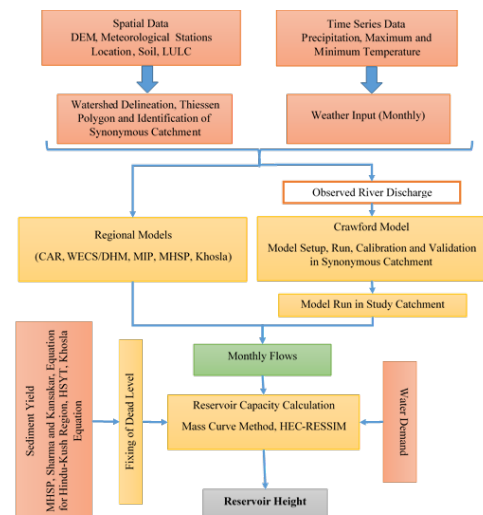 Spatial Data
DEM, Meteorological Stations
Location, Soil, LULC
Time Series Data
Precipitation, Maximum and
Minimum Temperature
Watershed Delineation, Thiessen
Polygon and Identification of
Synonymous Catchment
Weather Input (Monthly)
Observed River Discharge
Regional Models
(CAR, WECS/DHM, MIP, MHSP, Khosla)
Crawford Model
Model Setup, Run, Calibration and Validation
in Synonymous Catchment
Model Run in Study Catchment
Monthly Flows
Sediment Yield
MHSP, Sharma and Kansakar, Equation
for Hindu-Kush Region, HSYT, Khosla
Equation
Fixing of Dead Level
Reservoir Capacity Calculation
Mass Curve Method, HEC-RESSIM
Water Demand
Reservoir Height